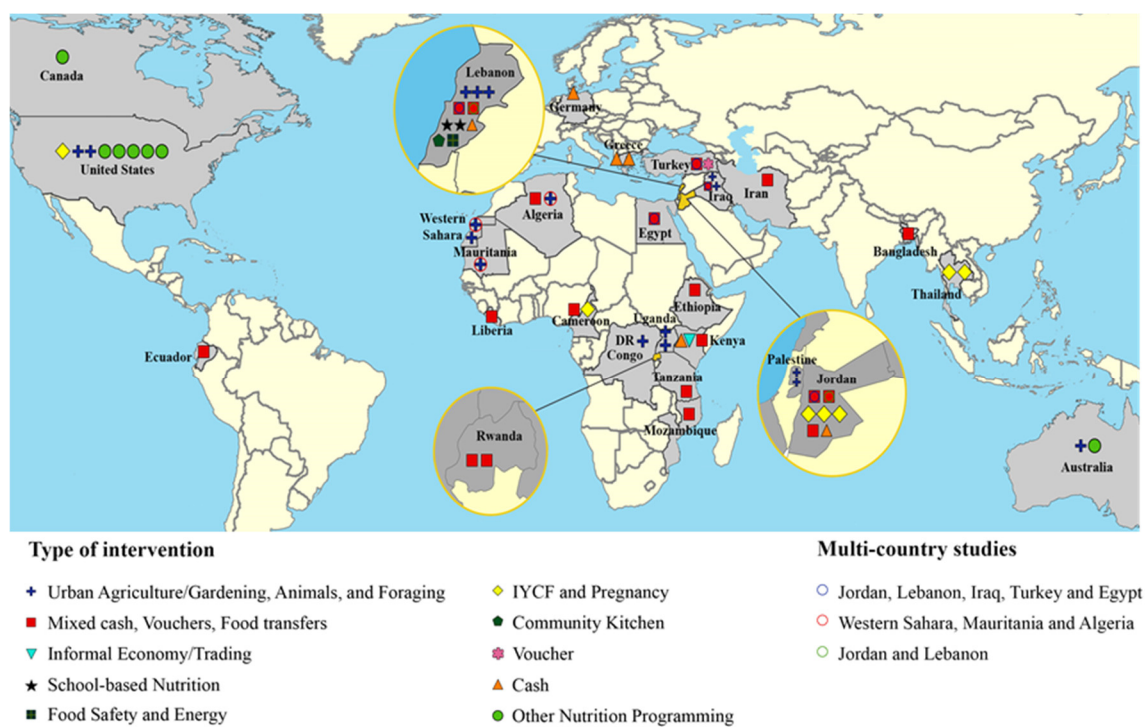 Canada
United States
Lebanon
Germany
Greece
Turkey
Iraq
Iran
Algeria
Western
Sahara
Mauritania
Egypt
Bangladesh
Thailand
Liberia
Cameroon
Ethiopia
Uganda
DR
Congo
Kenya
Ecuador
Tanzania
Mozambique
Rwanda
Palestine
Jordan
Australia
Type of intervention
Urban Agriculture/Gardening, Animals, and Foraging
Mixed cash, Vouchers, Food transfers
Informal Economy/Trading
School-based Nutrition
Food Safety and Energy
IYCF and Pregnancy
Community Kitchen
Voucher
Cash
Other Nutrition Programming
Multi-country studies
Jordan, Lebanon, Iraq, Turkey and Egypt
Western Sahara, Mauritania and Algeria
Jordan and Lebanon